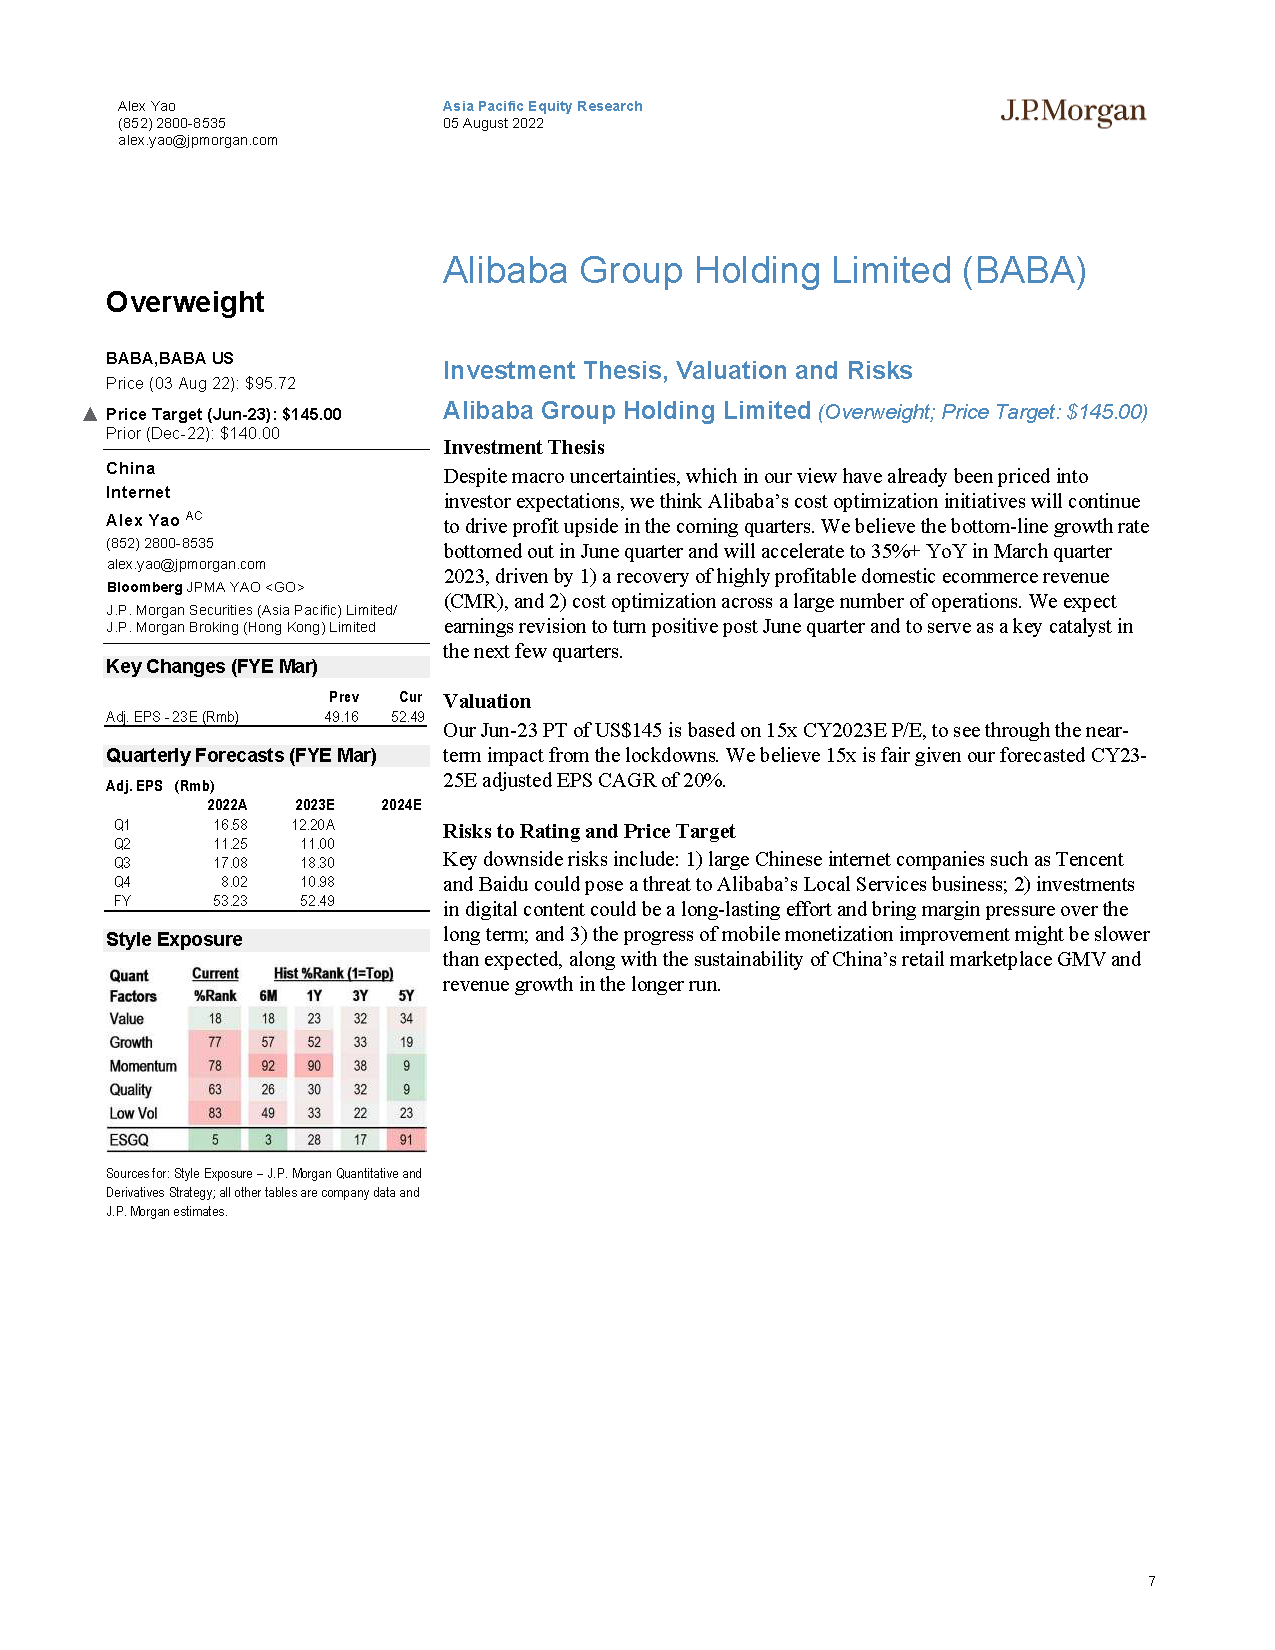 Alex Yao
(852) 2800-8535
alex.yao@jpmorgan.com
Asia Pacific Equity Research
05 August 2022
J.P.Morgan
Alibaba Group Holding Limited (BABA)
Overweight
BABA,BABA US
Price (03 Aug 22): $95.72
▲ Price Target (Jun-23): $145.00
Prior (Dec-22): $140.00
China
Internet
Alex Yao AC
(852) 2800-8535
alex.yao@jpmorgan.com
Bloomberg JPMA YAO <GO>
J.P. Morgan Securities (Asia Pacific) Limited/
J.P. Morgan Broking (Hong Kong) Limited
Key Changes (FYE Mar)
Prev Cur
Adj. EPS - 23E (Rmb) 49.16 52.49
Quarterly Forecasts (FYE Mar)
Adj. EPS (Rmb)
2022A 2023E 2024E
Q1 16.58 12.20A
Q2 11.25 11.00
Q3 17.08 18.30
Q4 8.02 10.98
FY 53.23 52.49
Style Exposure
Quant Current Hist %Rank (1=Top)
Factors %Rank 6M 1Y 3Y 5Y
Value 18 18 23 32 34
Growth 77 57 52 33 19
Momentum 78 92 90 38 9
Quality 63 26 30 32 9
Low Vol 83 49 33 22 23
ESGQ 5 3 28 17 91
Sources for: Style Exposure – J.P. Morgan Quantitative and
Derivatives Strategy; all other tables are company data and
J.P. Morgan estimates.
Investment Thesis, Valuation and Risks
Alibaba Group Holding Limited (Overweight; Price Target: $145.00)
Investment Thesis
Despite macro uncertainties, which in our view have already been priced into
investor expectations, we think Alibaba's cost optimization initiatives will continue
to drive profit upside in the coming quarters. We believe the bottom-line growth rate
bottomed out in June quarter and will accelerate to 35%+ YoY in March quarter
2023, driven by 1) a recovery of highly profitable domestic ecommerce revenue
(CMR), and 2) cost optimization across a large number of operations. We expect
earnings revision to turn positive post June quarter and to serve as a key catalyst in
the next few quarters.
Valuation
Our Jun-23 PT of US$145 is based on 15x CY2023E P/E, to see through the near-
term impact from the lockdowns. We believe 15x is fair given our forecasted CY23-
25E adjusted EPS CAGR of 20%.
Risks to Rating and Price Target
Key downside risks include: 1) large Chinese internet companies such as Tencent
and Baidu could pose a threat to Alibaba's Local Services business; 2) investments
in digital content could be a long-lasting effort and bring margin pressure over the
long term; and 3) the progress of mobile monetization improvement might be slower
than expected, along with the sustainability of China's retail marketplace GMV and
revenue growth in the longer run.
7